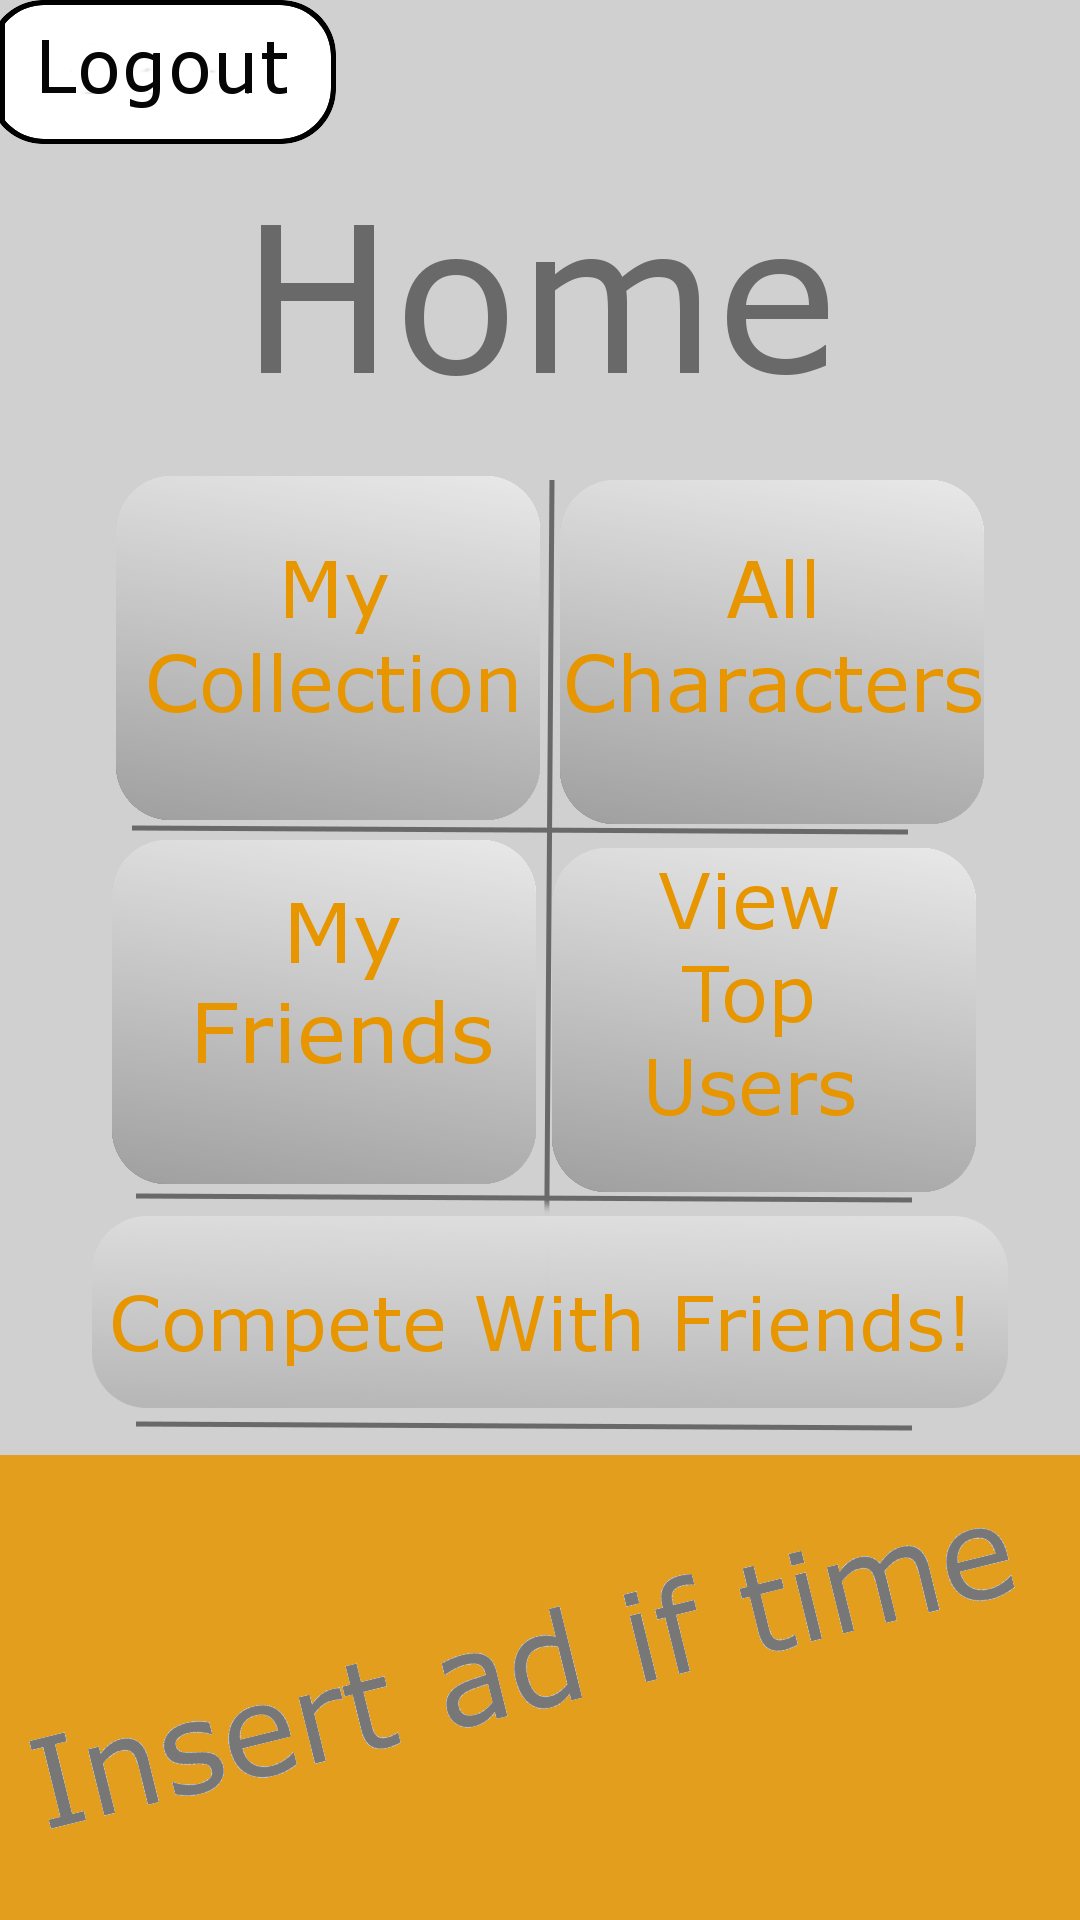 Logout
Home
My
Collection
All
Characters
My
Friends
View
Top
Users
Compete With Friends!
Insert ad if time